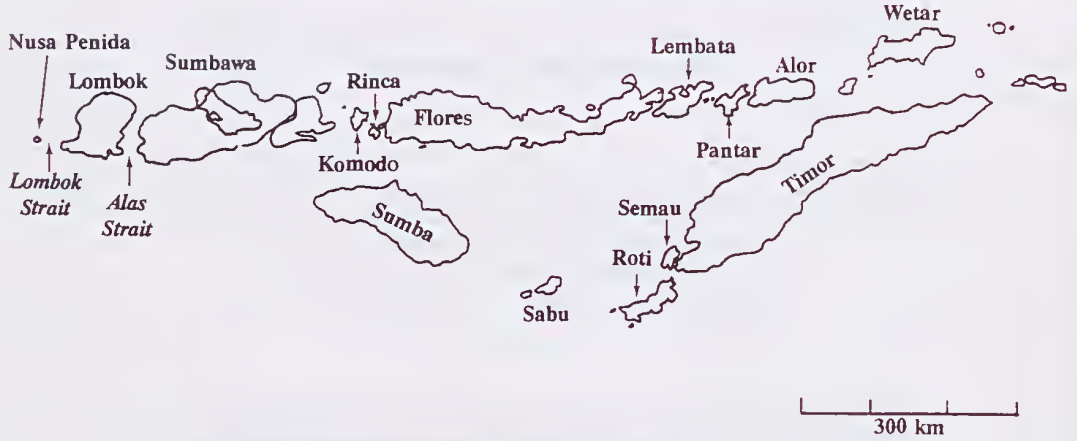 Wetar
Nusa Penida
Lembata
Sumbawa
Lombok
Rinca
Alor
Flores
Pantar
Komodo
Timor
Lombok
Strait
Alas
Strait
Sumba
Semau
Roti
Sabu
300 km